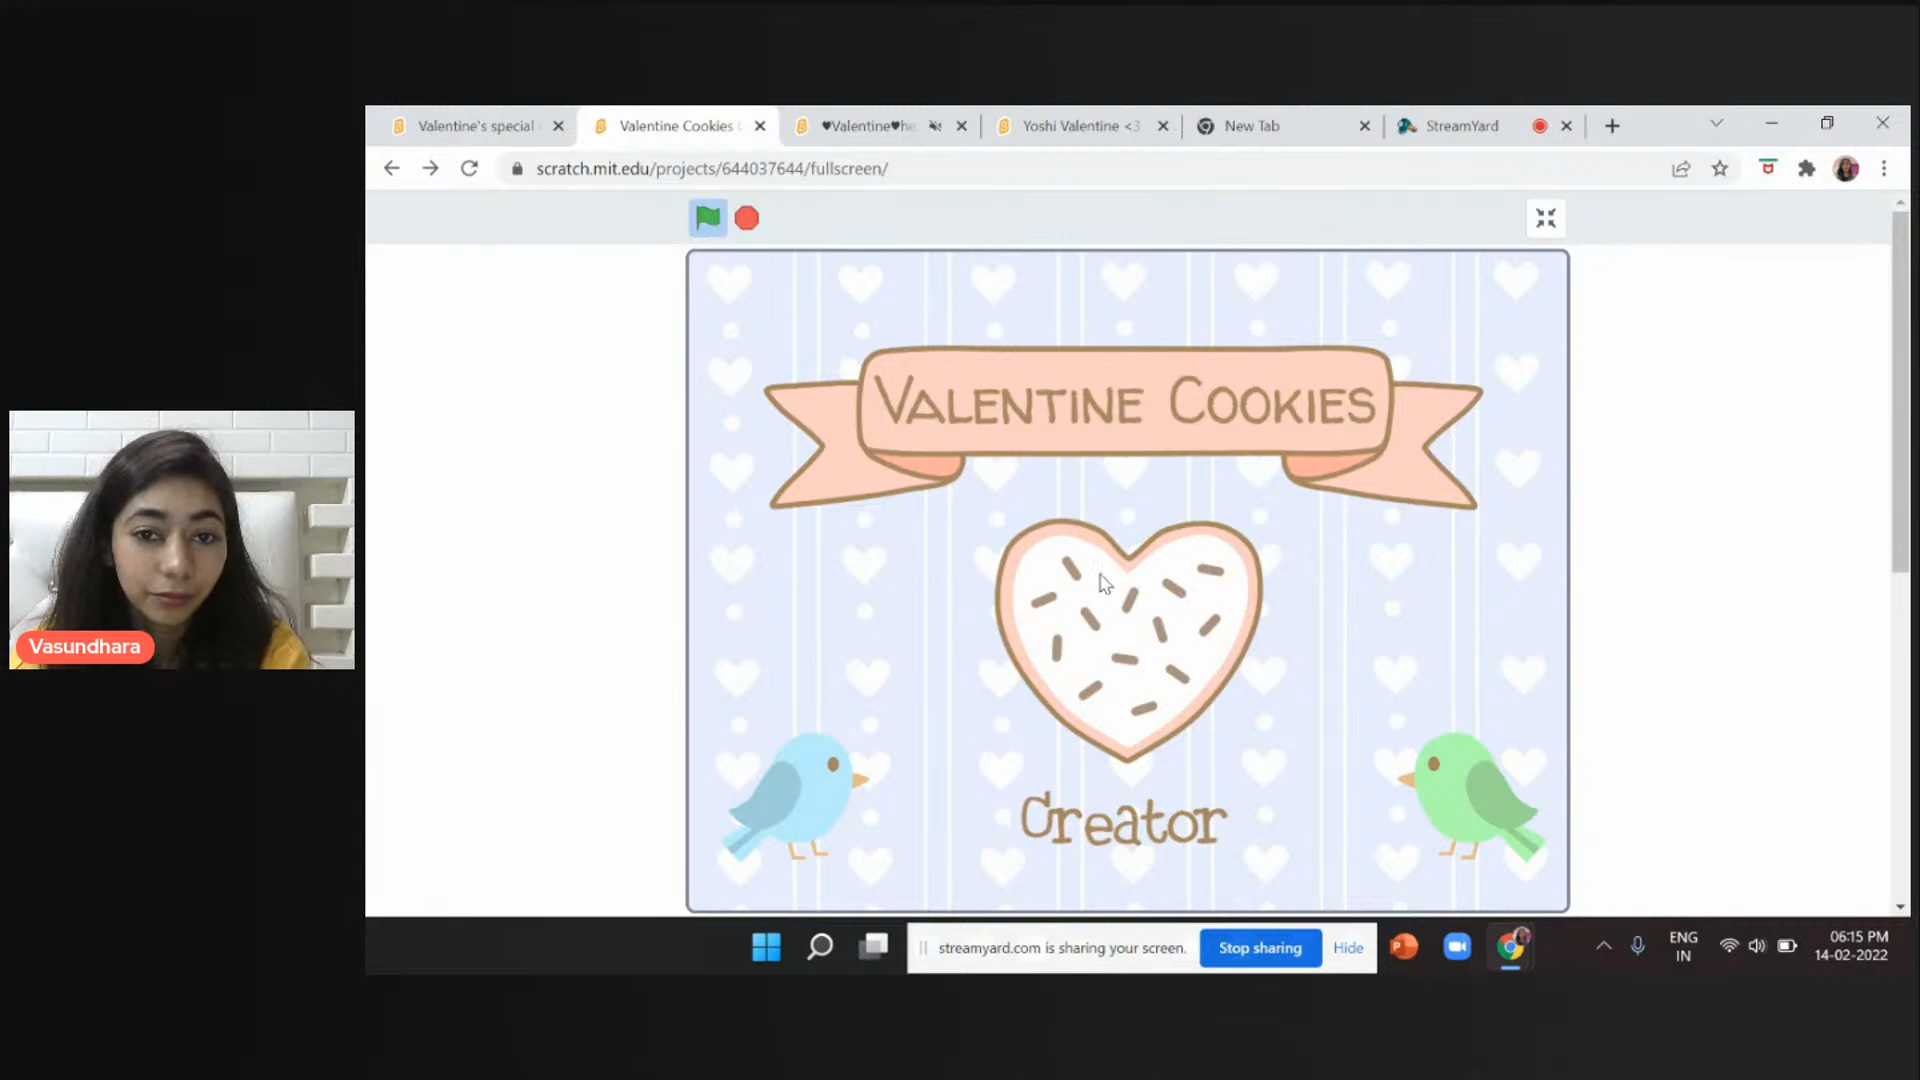 Valentine's special
Valentine Cookies
♥Valentine♥he
Yoshi Valentine <3
New Tab
StreamYard
scratch.mit.edu/projects/644037644/fullscreen/
VALENTINE COOKIES
Creator
Vasundhara
streamyard.com is sharing your screen.
Stop sharing
Hide
ENG
IN
06:15 PM
14-02-2022